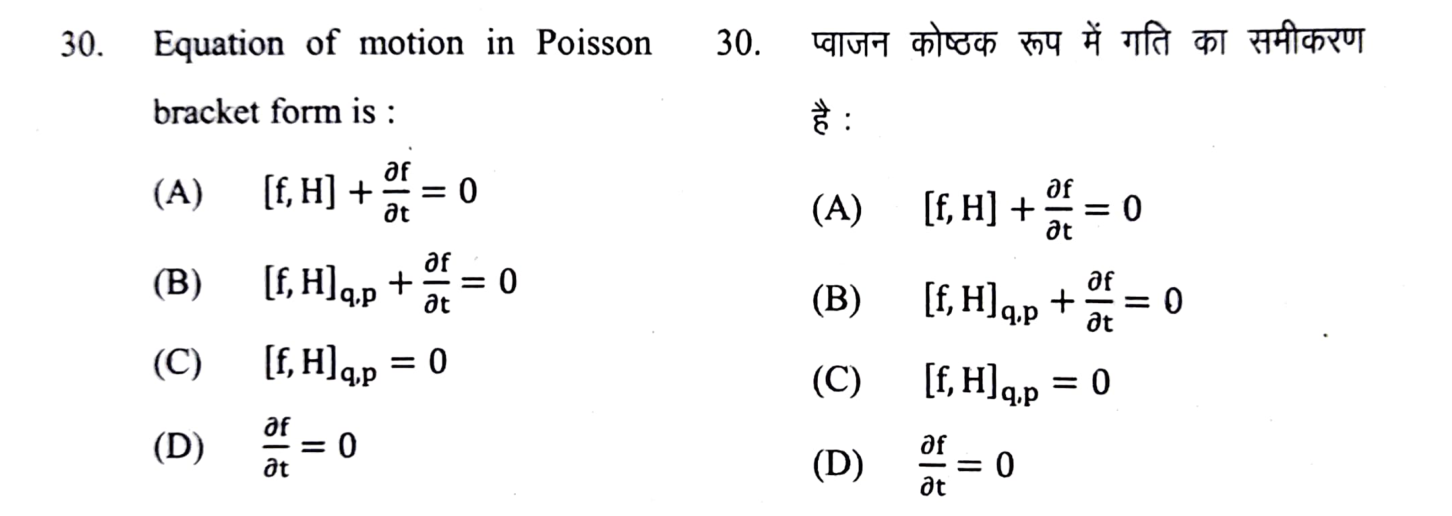 30. Equation of motion in Poisson
bracket form is :
(A) [f, H] + ∂f/∂t = 0
(B) [f, H]q,p + ∂f/∂t = 0
(C) [f, H]q,p = 0
(D) ∂f/∂t = 0
30. प्वाजन कोष्ठक रूप में गति का समीकरण
है :
(A) [f, H] + ∂f/∂t = 0
(B) [f, H]q,p + ∂f/∂t = 0
(C) [f, H]q,p = 0
(D) ∂f/∂t = 0